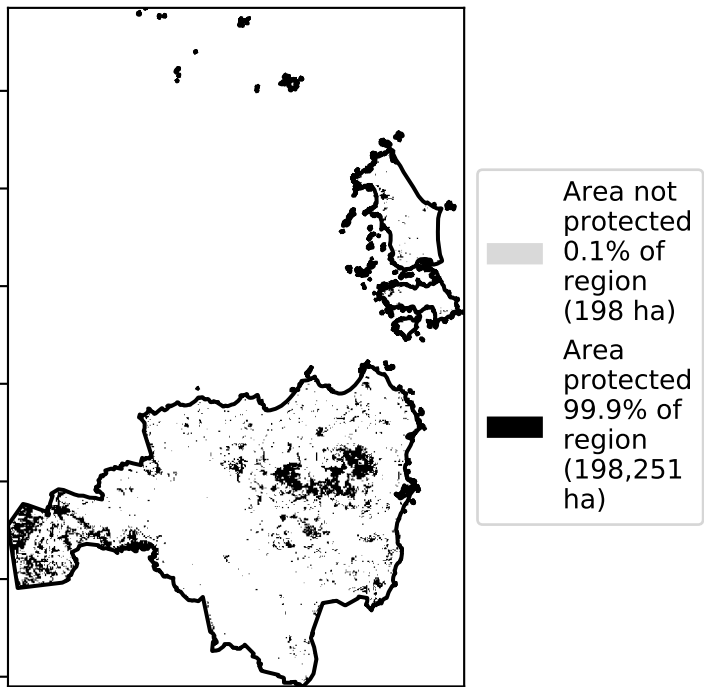 Area not
protected
0.1% of
region
(198 ha)
Area
protected
99.9% of
region
(198,251
ha)